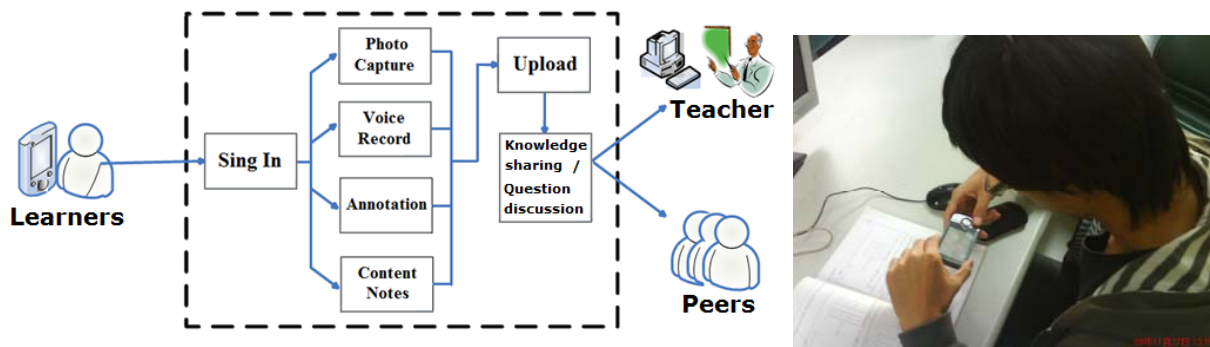 Learners
Sing In
Photo
Capture
Voice
Record
Annotation
Content
Notes
Upload
Knowledge
sharing /
Question
discussion
Teacher
Peers